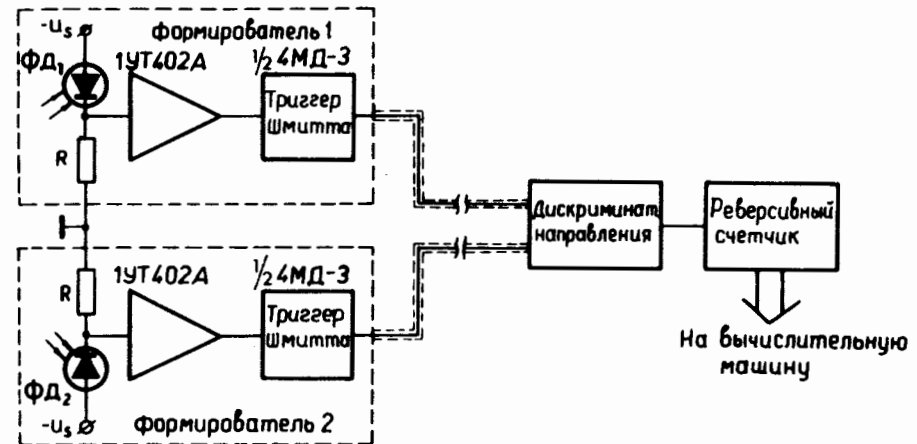 -Us
формирователь 1
ФД1
1УТ402А
½ 4МД-3
Триггер
Шмитта
R
Дискриминат.
направления
Реверсивный
счетчик
На вычислительную
машину
1УТ402А
½ 4МД-3
R
Триггер
Шмитта
ФД2
-Us
формирователь 2